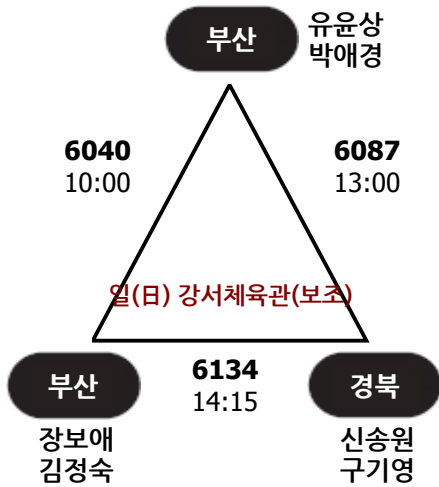 부산
유윤상
박애경
6040
10:00
6087
13:00
일(日) 강서체육관(보조)
부산
6134
14:15
경북
장보애
김정숙
신송원
구기영